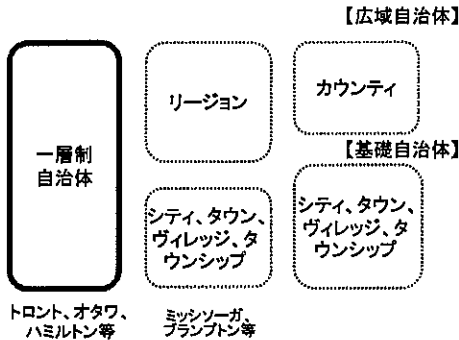 【広域自治体】
リージョン
カウンティ
一層制
自治体
【基礎自治体】
シティ、タウン、
ヴィレッジ、タ
ウンシップ
シティ、タウン、
ヴィレッジ、タ
ウンシップ
トロント、オタワ、
ハミルトン等
ミッソーガ、
ブランプトン等